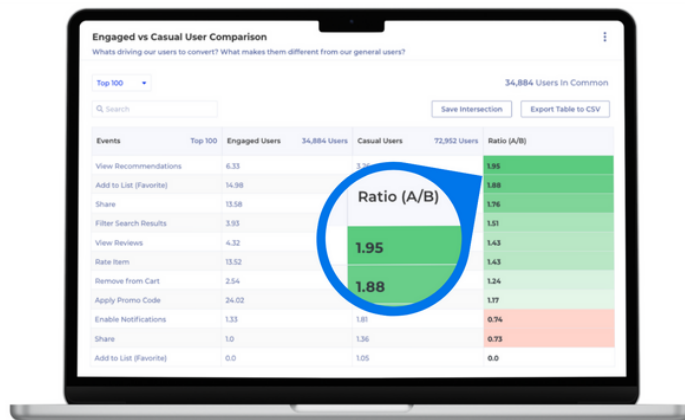 Engaged vs Casual User Comparison
Whats driving our users to convert? What makes them different from our general users?
Top 100
34,884 Users In Common
Search
Save Intersection
Export Table to CSV
Events Top 100 Engaged Users 34,884 Users Casual Users 72,952 Users Ratio (A/B)
View Recommendations 6.33 1.95
Add to List (Favorite) 14.98 1.88
Share 13.58 1.76
Filter Search Results 3.93 1.51
View Reviews 4.32 1.43
Rate Item 13.52 1.43
Remove from Cart 2.54 1.24
Apply Promo Code 24.02 1.17
Enable Notifications 1.33 1.81 0.74
Share 1.0 1.36 0.73
Add to List (Favorite) 0.0 1.05 0.0
Ratio (A/B)
1.95
1.88